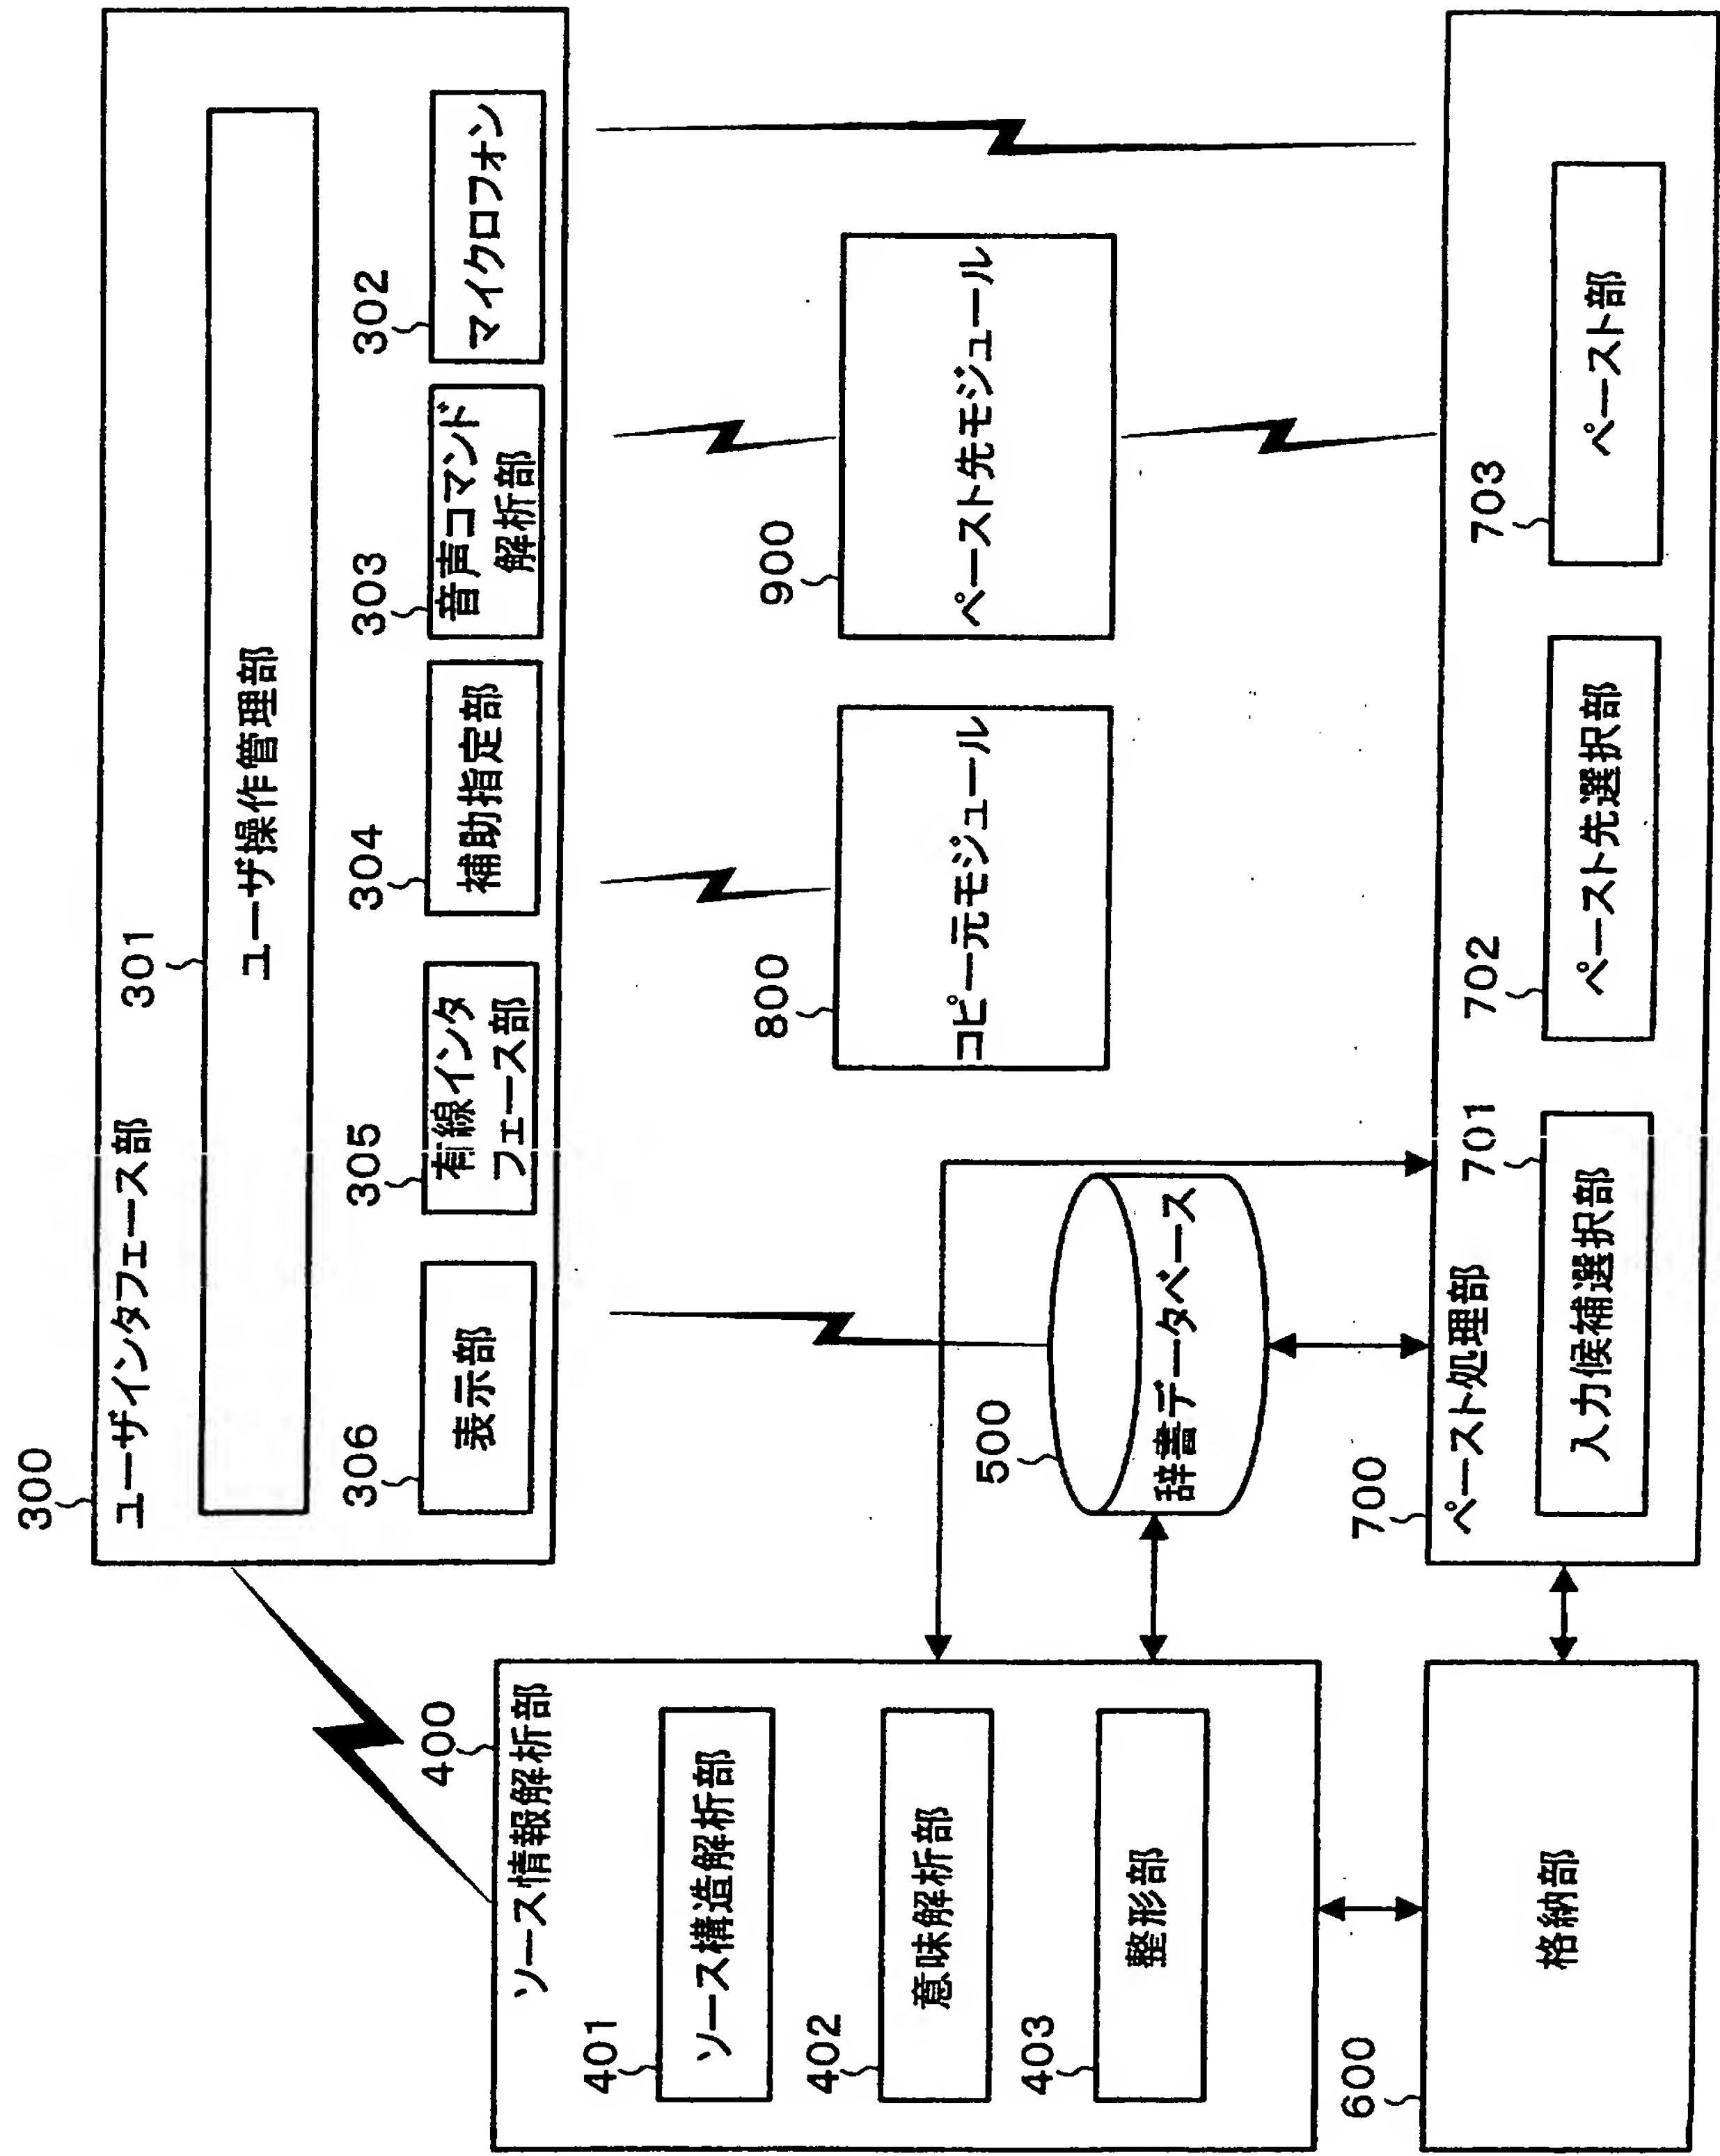 300
ユーザインタフェース部
301
ユーザ操作管理部
306
表示部
305
有線インタ
フェース部
304
補助指定部
303
音声コマンド
解析部
302
マイクロフォン
400
ソース情報解析部
401
ソース構造解析部
402
意味解析部
403
整形部
500
辞書データベース
800
コピー元モジュール
900
ペースト先モジュール
600
格納部
700
ペースト処理部
701
入力候補選択部
702
ペースト先選択部
703
ペースト部